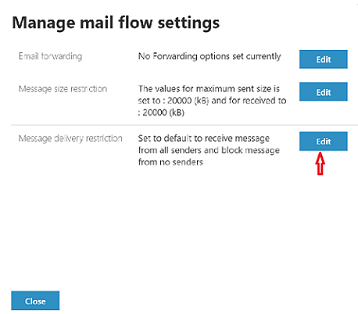 Manage mail flow settings
Email forwarding
No Forwarding options set currently
Edit
Message size restriction
The values for maximum sent size is
set to : 20000 (kB) and for received to
: 20000 (kB)
Edit
Message delivery restriction
Set to default to receive message
from all senders and block message
from no senders
Edit
Close